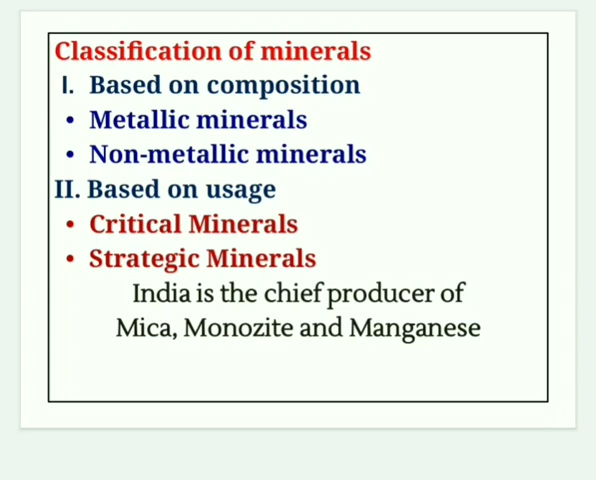 Classification of minerals
I. Based on composition
• Metallic minerals
• Non-metallic minerals
II. Based on usage
• Critical Minerals
• Strategic Minerals
India is the chief producer of
Mica, Monozite and Manganese